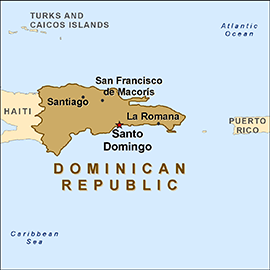 TURKS AND
CAICOS ISLANDS
Atlantic
Ocean
San Francisco
de Macorís
Santiago
La Romana
HAITI
PUERTO
RICO
Santo
Domingo
DOMINICAN
REPUBLIC
Caribbean
Sea